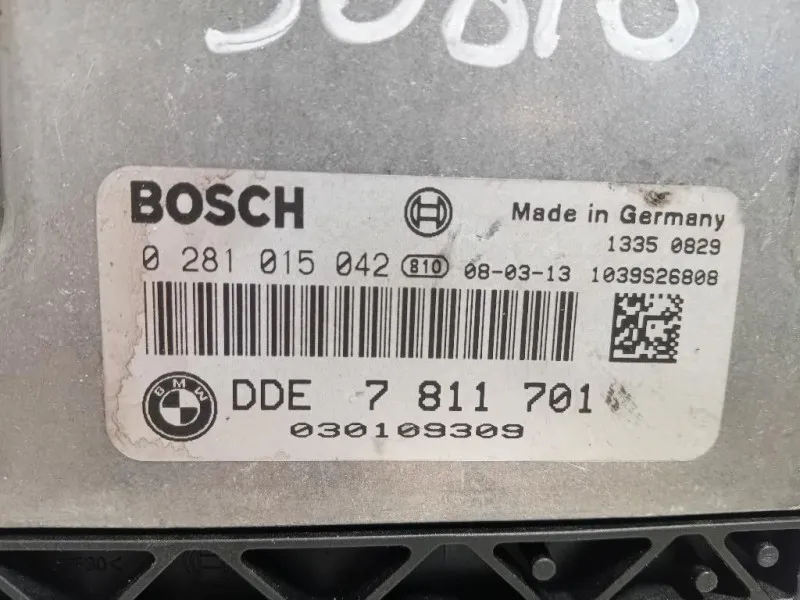 BOSCH Made in Germany
1335 0829
0 281 015 042 810 08-03-13 1039S26808
BMW DDE 7 811 701
030109309